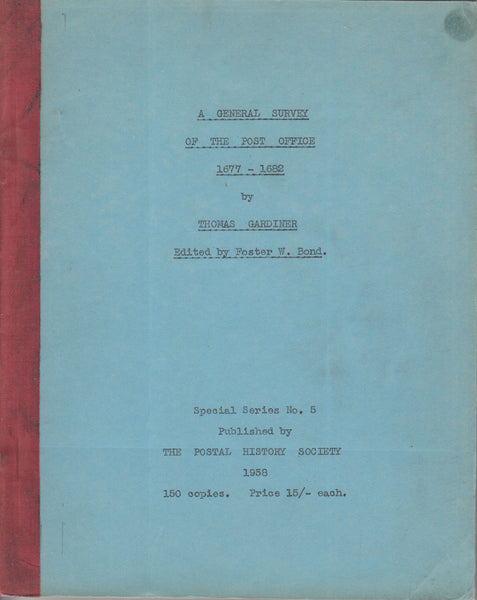 A GENERAL SURVEY
OF THE POST OFFICE
1677 - 1682
by
THOMAS GARDINER
Edited by Foster W. Bond.
Special Series No. 5
Published by
THE POSTAL HISTORY SOCIETY
1958
150 copies. Price 15/- each.